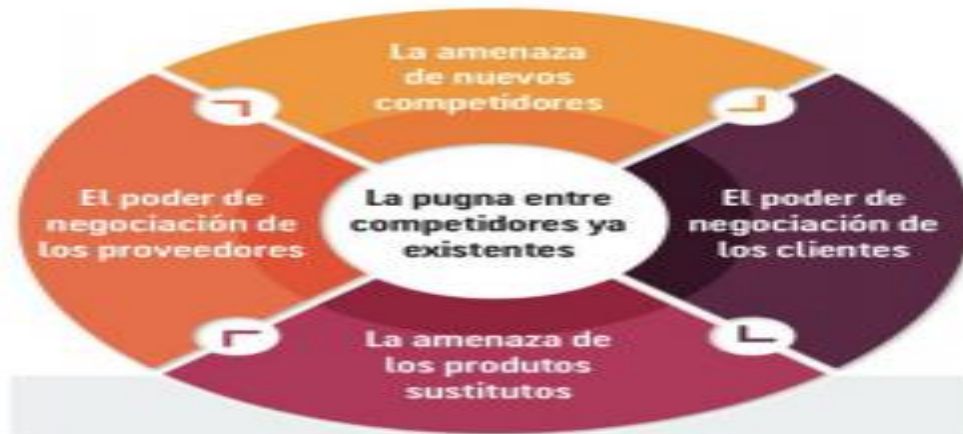 La amenaza
de nuevos
competidores
El poder de
negociación de
los proveedores
La pugna entre
competidores ya
existentes
El poder de
negociación de
los clientes
La amenaza de
los produtos
sustitutos